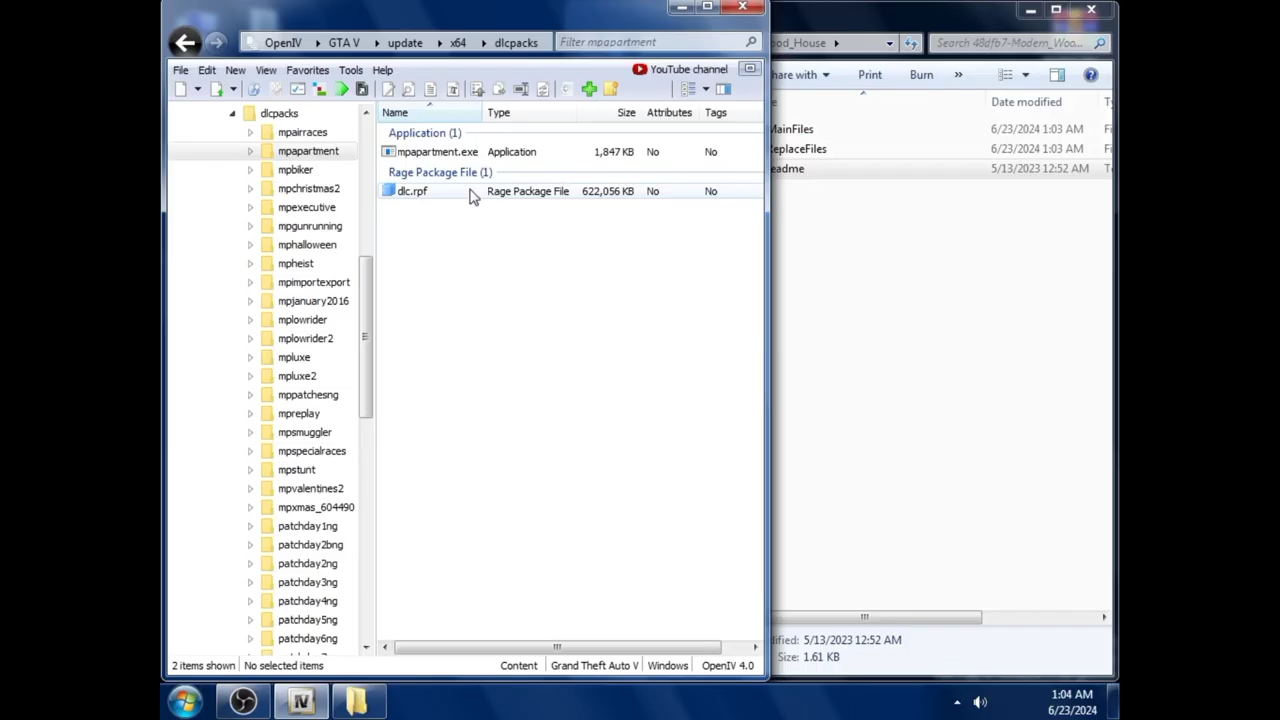 OpenIV GTA V update x64 dlcpacks Filter mpapartment
File Edit New View Favorites Tools Help YouTube channel
dlcpacks
mpairraces
mpapartment
mpbiker
mpchristmas2
mpexecutive
mpgunrunning
mphalloween
mpheist
mpimportexport
mpjanuary2016
mplowrider
mplowrider2
mpluxe
mpluxe2
mppatchesng
mpreplay
mpsmuggler
mpspecialraces
mpstunt
mpvalentines2
mpxmas_604490
patchday1ng
patchday2bng
patchday2ng
patchday3ng
patchday4ng
patchday5ng
patchday6ng
Name Type Size Attributes Tags
Application (1)
mpapartment.exe Application 1,847 KB No No
Rage Package File (1)
dlc.rpf Rage Package File 622,056 KB No No
2 items shown No selected items Content Grand Theft Auto V Windows OpenIV 4.0
ood_House Search 48dfb7-Modern_Woo...
hare with Print Burn »
Date modified Ty
MainFiles 6/23/2024 1:03 AM Fi
ReplaceFiles 6/23/2024 1:03 AM Fi
eadme 5/13/2023 12:52 AM Te
dified: 5/13/2023 12:52 AM
Size: 1.61 KB
1:04 AM
6/23/2024